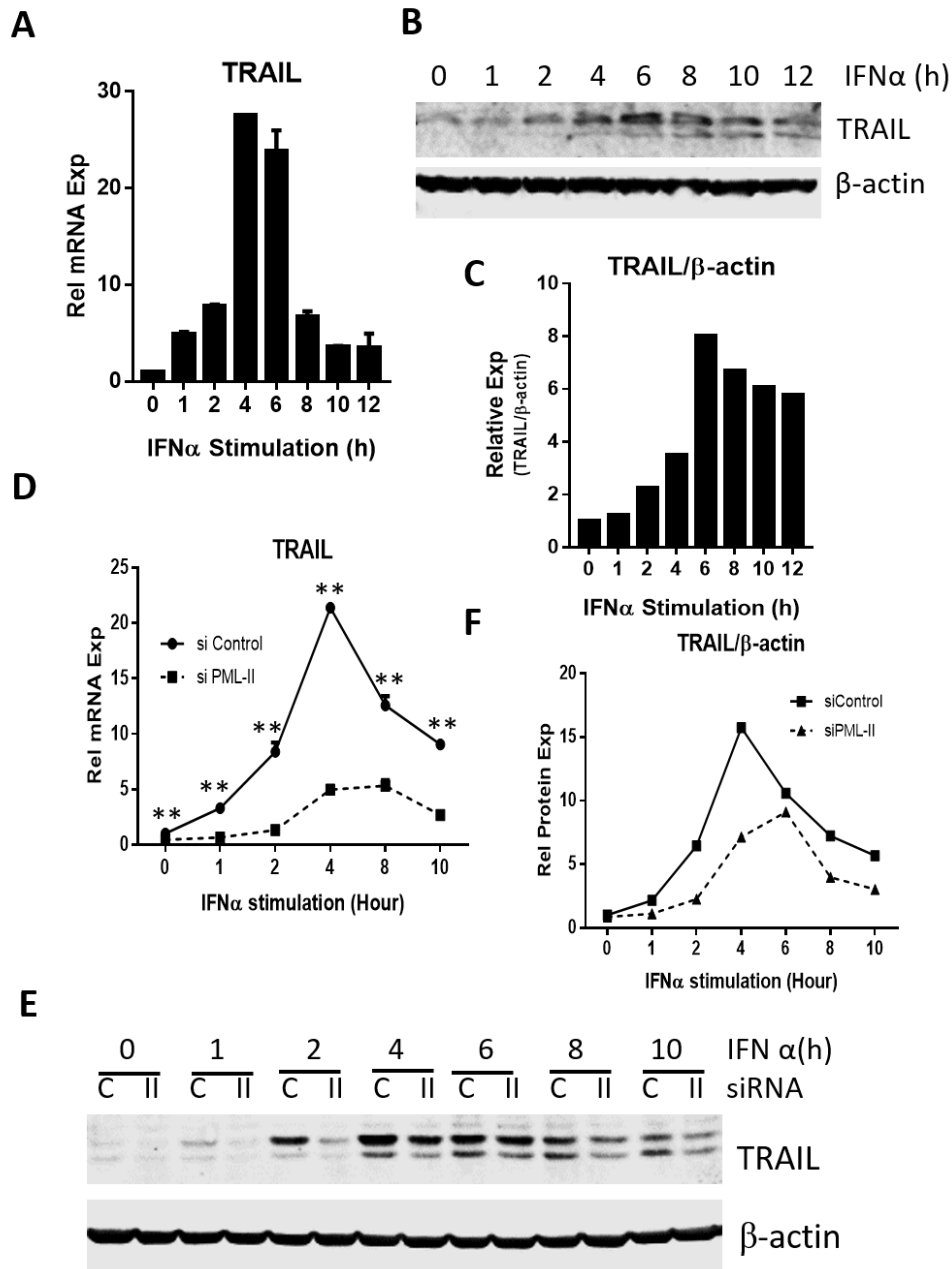 A
TRAIL
Rel mRNA Exp
30
20
10
0
0 1 2 4 6 8 10 12
IFNα Stimulation (h)
B
0 1 2 4 6 8 10 12 IFNα (h)
TRAIL
β-actin
C
TRAIL/β-actin
Relative Exp
(TRAIL/β-actin)
10
8
6
4
2
0
0 1 2 4 6 8 10 12
IFNα Stimulation (h)
D
TRAIL
Rel mRNA Exp
25
20
15
10
5
0
si Control
si PML-II
**
**
**
**
**
**
0 1 2 4 8 10
IFNα stimulation (Hour)
F
TRAIL/β-actin
Rel Protein Exp
20
15
10
5
0
siControl
siPML-II
0 1 2 4 6 8 10
IFNα stimulation (Hour)
E
0 1 2 4 6 8 10 IFN α(h)
C II C II C II C II C II C II C II siRNA
TRAIL
β-actin